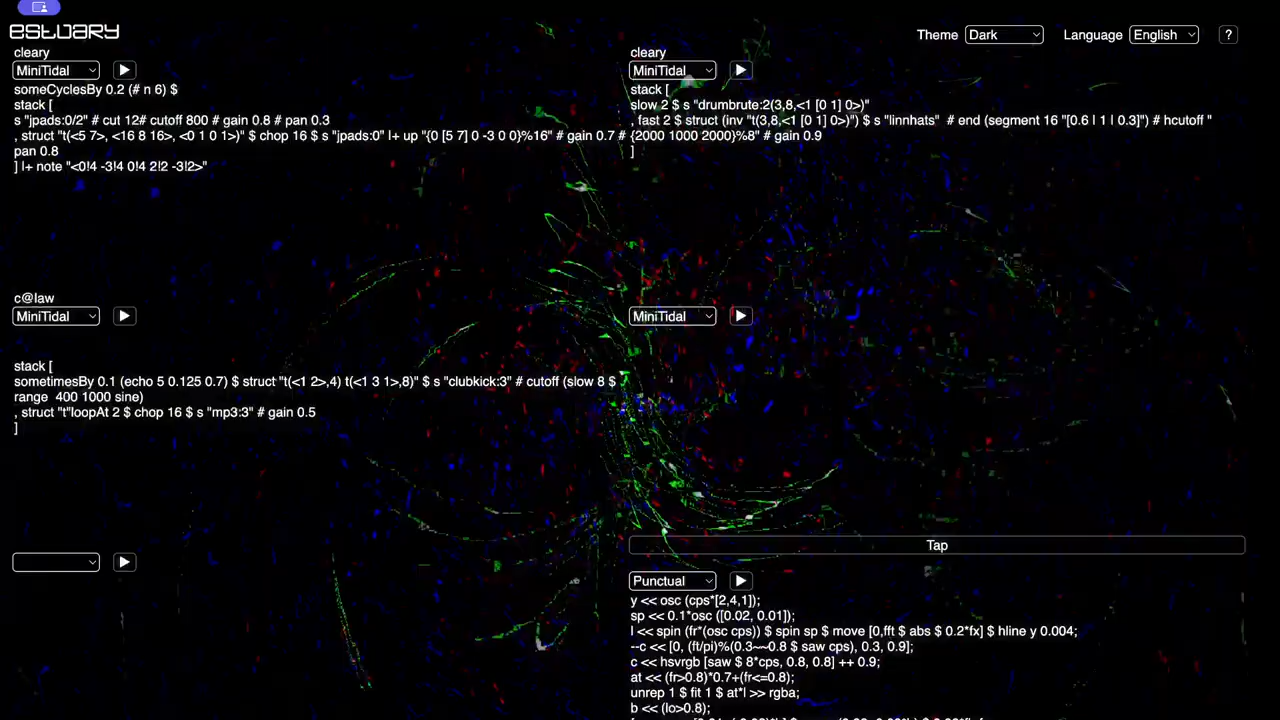 estuary
Theme Dark Language English ?
cleary
MiniTidal
someCyclesBy 0.2 (# n 6) $
stack [
s "jpads:0/2" # cut 12# cutoff 800 # gain 0.8 # pan 0.3
, struct "t(<5 7>, <16 8 16>, <0 1 0 1>)" $ chop 16 $ s "jpads:0" |+ up "{0 [5 7] 0 -3 0 0}%16" # gain 0.7 #
pan 0.8
] |+ note "<0!4 -3!4 0!4 2!2 -3!2>"
cleary
MiniTidal
stack [
slow 2 $ s "drumbrute:2(3,8,<1 [0 1] 0>)"
, fast 2 $ struct (inv "t(3,8,<1 [0 1] 0>)") $ s "linnhats"  # end (segment 16 "[0.6 | 1 | 0.3]") # hcutoff "
{2000 1000 2000}%8" # gain 0.9
]
c@law
MiniTidal
stack [
sometimesBy 0.1 (echo 5 0.125 0.7) $ struct "t(<1 2>,4) t(<1 3 1>,8)" $ s "clubkick:3" # cutoff (slow 8 $
range  400 1000 sine)
, struct "t"loopAt 2 $ chop 16 $ s "mp3:3" # gain 0.5
]
MiniTidal
Tap
Punctual
y << osc (cps*[2,4,1]);
sp << 0.1*osc ([0.02, 0.01]);
l << spin (fr*(osc cps)) $ spin sp $ move [0,fft $ abs $ 0.2*fx] $ hline y 0.004;
--c << [0, (ft/pi)%(0.3~~0.8 $ saw cps), 0.3, 0.9];
c << hsvrgb [saw $ 8*cps, 0.8, 0.8] ++ 0.9;
at << (fr>0.8)*0.7+(fr<=0.8);
unrep 1 $ fit 1 $ at*l >> rgba;
b << (lo>0.8);